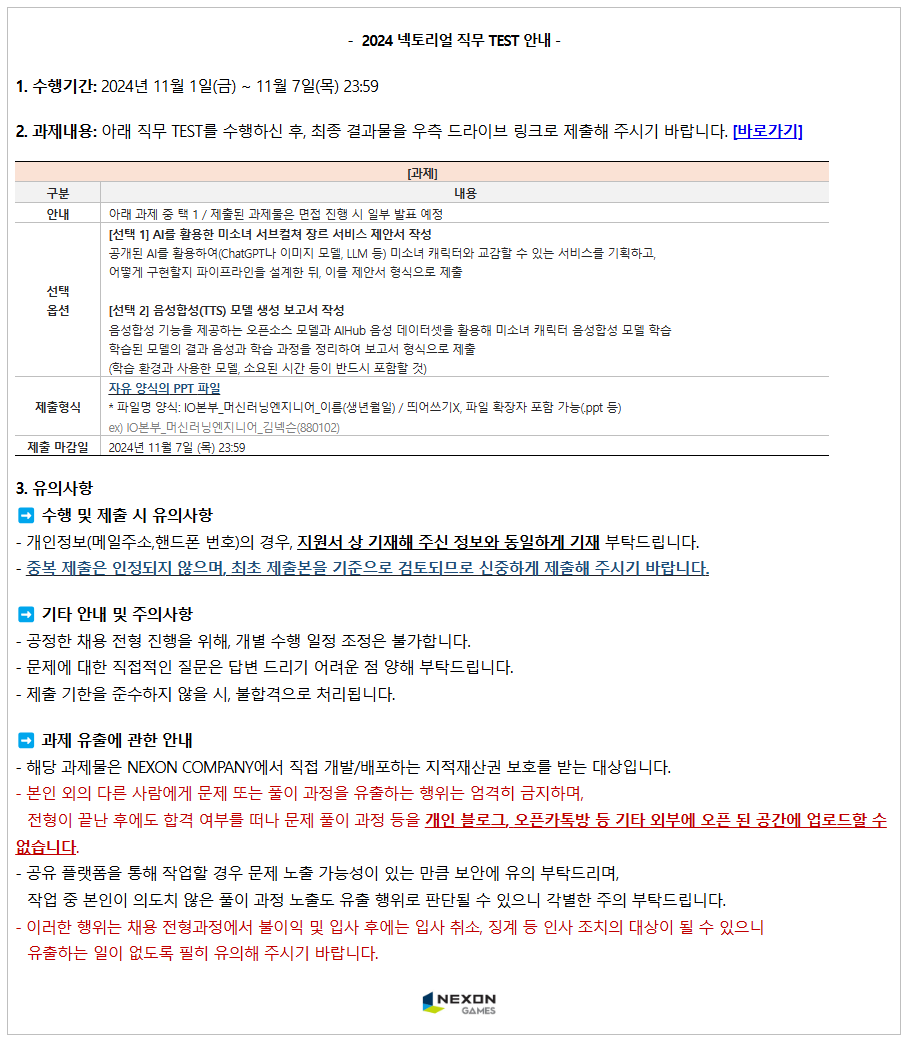 - 2024 넥토리얼 직무 TEST 안내 -
1. 수행기간: 2024년 11월 1일(금) ~ 11월 7일(목) 23:59
2. 과제내용: 아래 직무 TEST를 수행하신 후, 최종 결과물을 우측 드라이브 링크로 제출해 주시기 바랍니다. [바로가기]
[과제]
구분 내용
안내 아래 과제 중 택 1 / 제출된 과제물은 면접 진행 시 일부 발표 예정
선택
옵션
[선택 1] AI를 활용한 미소녀 서브컬쳐 장르 서비스 제안서 작성
공개된 AI를 활용하여(ChatGPT나 이미지 모델, LLM 등) 미소녀 캐릭터와 교감할 수 있는 서비스를 기획하고,
어떻게 구현할지 파이프라인을 설계한 뒤, 이를 제안서 형식으로 제출
[선택 2] 음성합성(TTS) 모델 생성 보고서 작성
음성합성 기능을 제공하는 오픈소스 모델과 AIHub 음성 데이터셋을 활용해 미소녀 캐릭터 음성합성 모델 학습
학습된 모델의 결과 음성과 학습 과정을 정리하여 보고서 형식으로 제출
(학습 환경과 사용한 모델, 소요된 시간 등이 반드시 포함할 것)
제출형식
자유 양식의 PPT 파일
* 파일명 양식: IO본부_머신러닝엔지니어_이름(생년월일) / 띄어쓰기X, 파일 확장자 포함 가능(.ppt 등)
ex) IO본부_머신러닝엔지니어_김넥슨(880102)
제출 마감일 2024년 11월 7일 (목) 23:59
3. 유의사항
➡ 수행 및 제출 시 유의사항
- 개인정보(메일주소,핸드폰 번호)의 경우, 지원서 상 기재해 주신 정보와 동일하게 기재 부탁드립니다.
- 중복 제출은 인정되지 않으며, 최초 제출본을 기준으로 검토되므로 신중하게 제출해 주시기 바랍니다.
➡ 기타 안내 및 주의사항
- 공정한 채용 전형 진행을 위해, 개별 수행 일정 조정은 불가합니다.
- 문제에 대한 직접적인 질문은 답변 드리기 어려운 점 양해 부탁드립니다.
- 제출 기한을 준수하지 않을 시, 불합격으로 처리됩니다.
➡ 과제 유출에 관한 안내
- 해당 과제물은 NEXON COMPANY에서 직접 개발/배포하는 지적재산권 보호를 받는 대상입니다.
- 본인 외의 다른 사람에게 문제 또는 풀이 과정을 유출하는 행위는 엄격히 금지하며,
전형이 끝난 후에도 합격 여부를 떠나 문제 풀이 과정 등을 개인 블로그, 오픈카톡방 등 기타 외부에 오픈 된 공간에 업로드할 수
없습니다.
- 공유 플랫폼을 통해 작업할 경우 문제 노출 가능성이 있는 만큼 보안에 유의 부탁드리며,
작업 중 본인이 의도치 않은 풀이 과정 노출도 유출 행위로 판단될 수 있으니 각별한 주의 부탁드립니다.
- 이러한 행위는 채용 전형과정에서 불이익 및 입사 후에는 입사 취소, 징계 등 인사 조치의 대상이 될 수 있으니
유출하는 일이 없도록 필히 유의해 주시기 바랍니다.
NEXON
GAMES